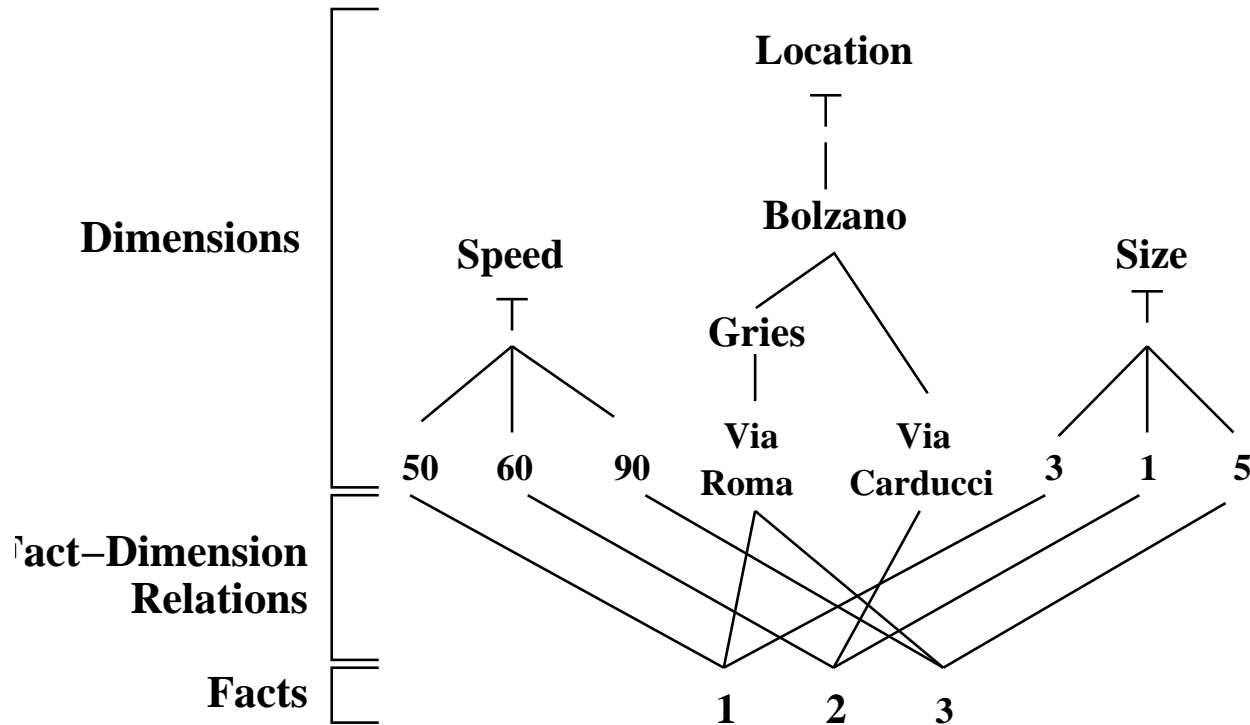 Location
Dimensions
Bolzano
Speed
Size
Gries
Via
Roma
Via
Carducci
50
60
90
3
1
5
Fact–Dimension
Relations
Facts
1
2
3